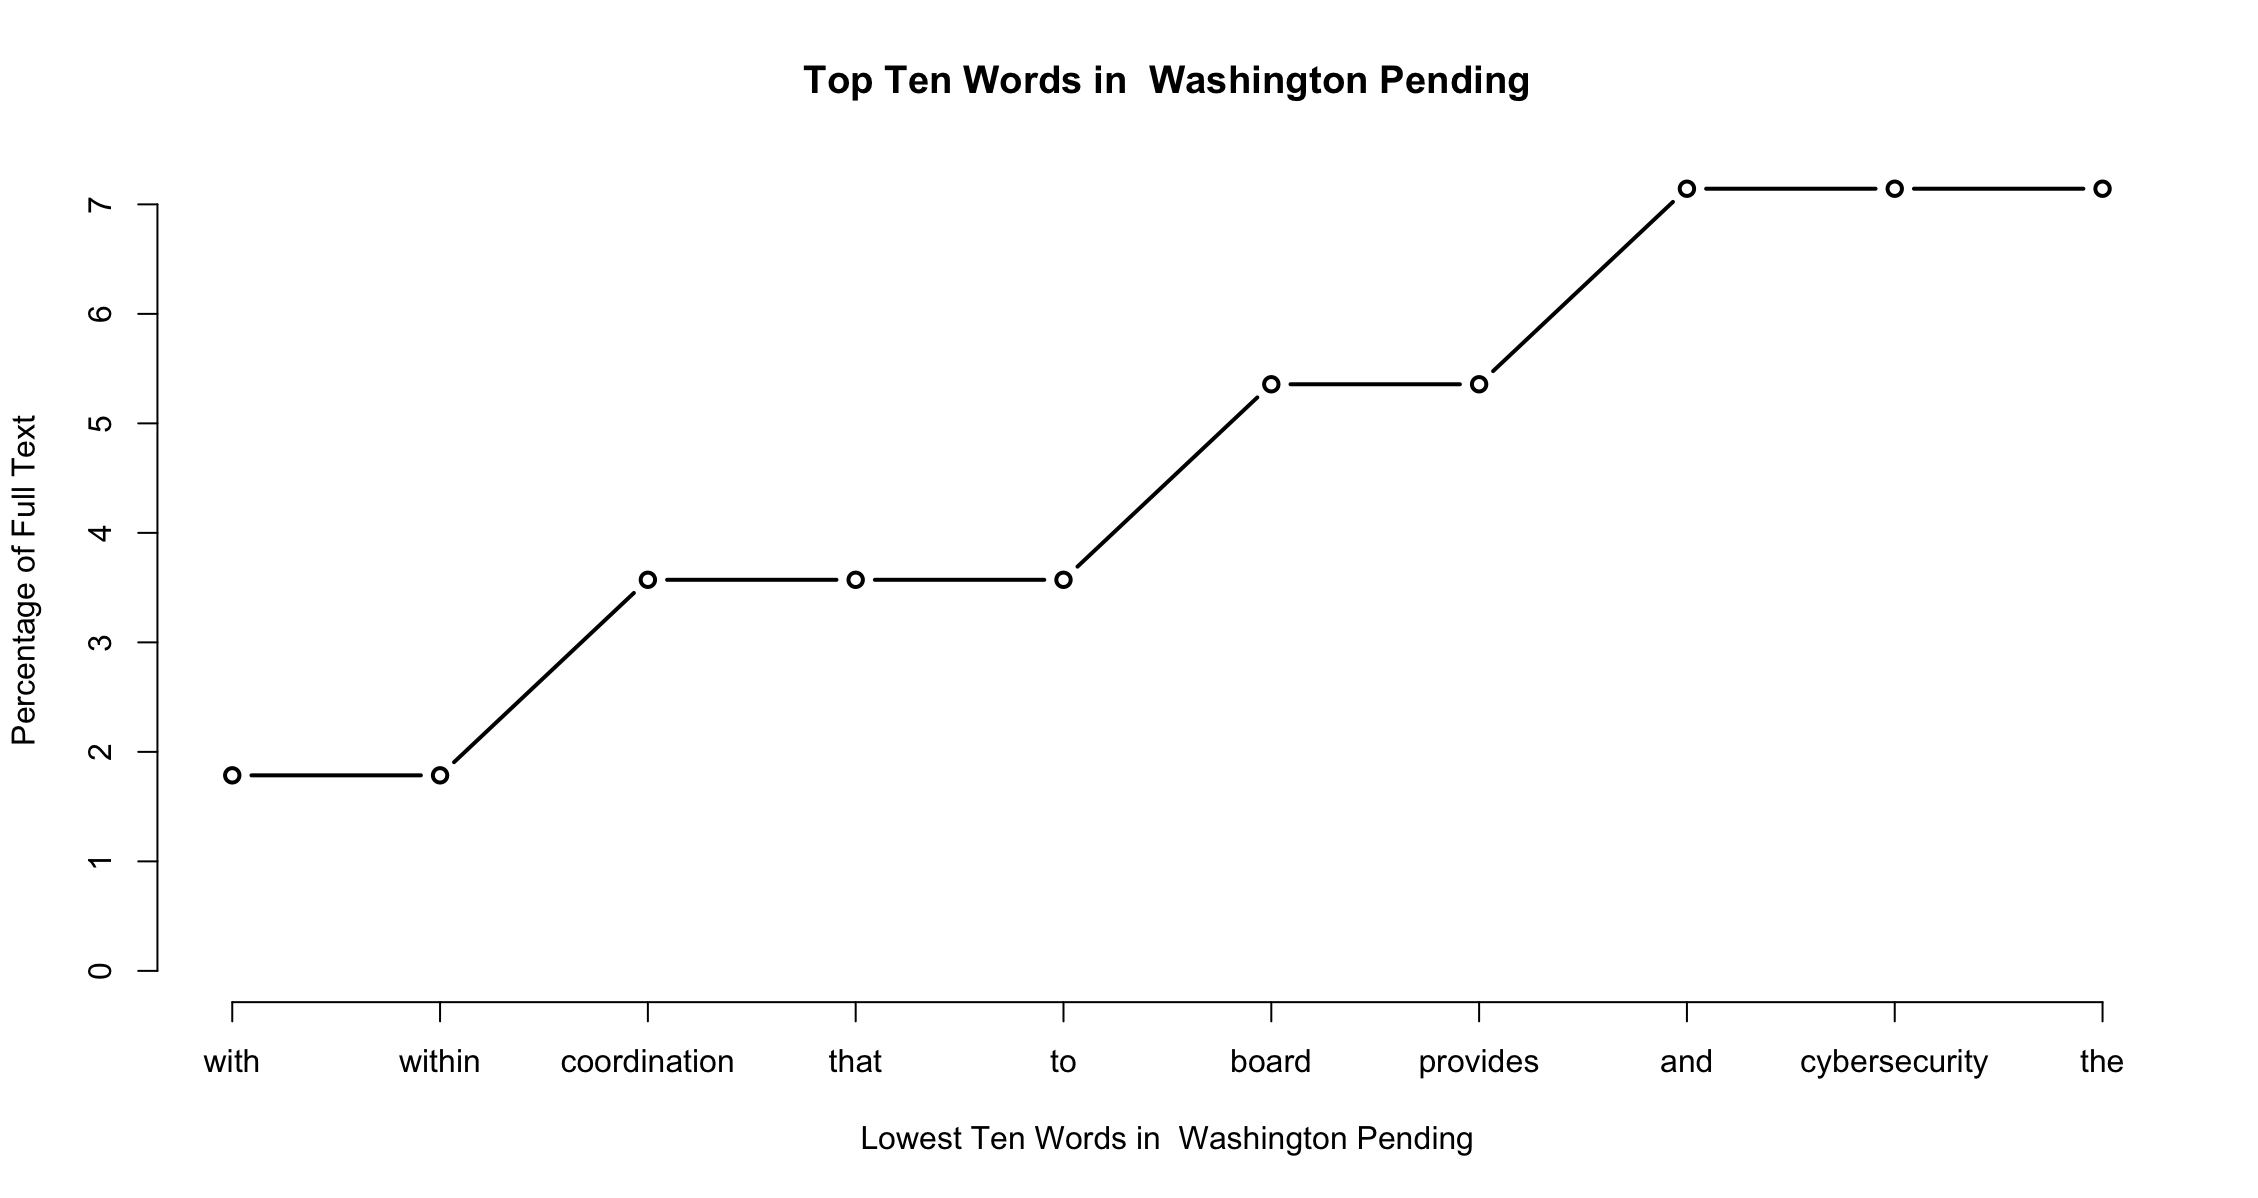 Top Ten Words in  Washington Pending
Percentage of Full Text
7
6
5
4
3
2
1
0
with within coordination that to board provides and cybersecurity the
Lowest Ten Words in  Washington Pending